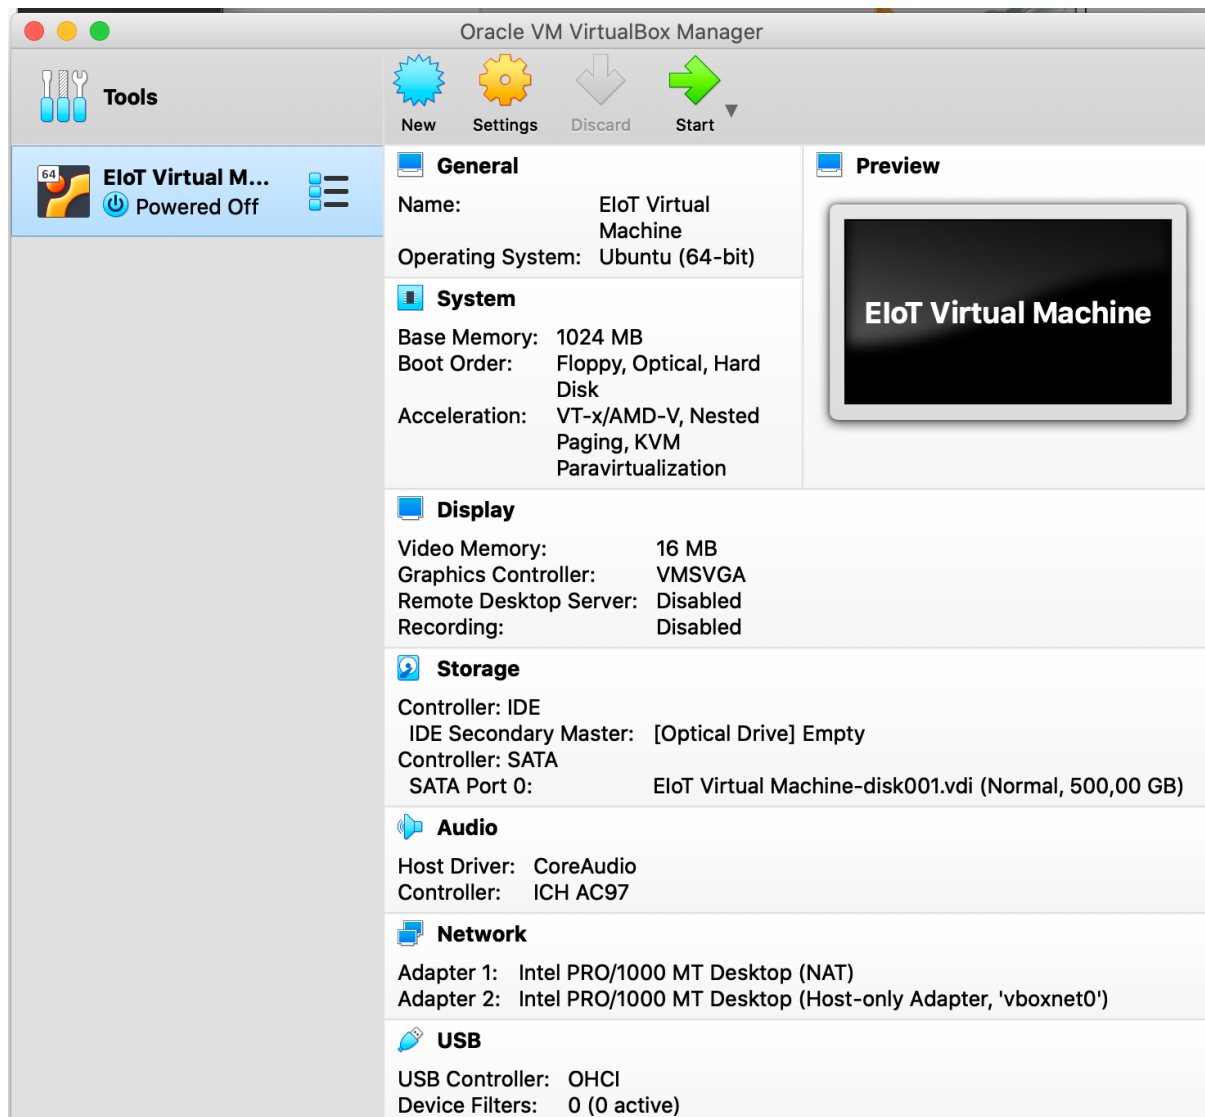 Oracle VM VirtualBox Manager
Tools
New
Settings
Discard
Start
64
EIoT Virtual M...
Powered Off
General
Name: EIoT Virtual
Machine
Operating System: Ubuntu (64-bit)
System
Base Memory: 1024 MB
Boot Order: Floppy, Optical, Hard
Disk
Acceleration: VT-x/AMD-V, Nested
Paging, KVM
Paravirtualization
Preview
EIoT Virtual Machine
Display
Video Memory: 16 MB
Graphics Controller: VMSVGA
Remote Desktop Server: Disabled
Recording: Disabled
Storage
Controller: IDE
IDE Secondary Master: [Optical Drive] Empty
Controller: SATA
SATA Port 0: EIoT Virtual Machine-disk001.vdi (Normal, 500,00 GB)
Audio
Host Driver: CoreAudio
Controller: ICH AC97
Network
Adapter 1: Intel PRO/1000 MT Desktop (NAT)
Adapter 2: Intel PRO/1000 MT Desktop (Host-only Adapter, 'vboxnet0')
USB
USB Controller: OHCI
Device Filters: 0 (0 active)